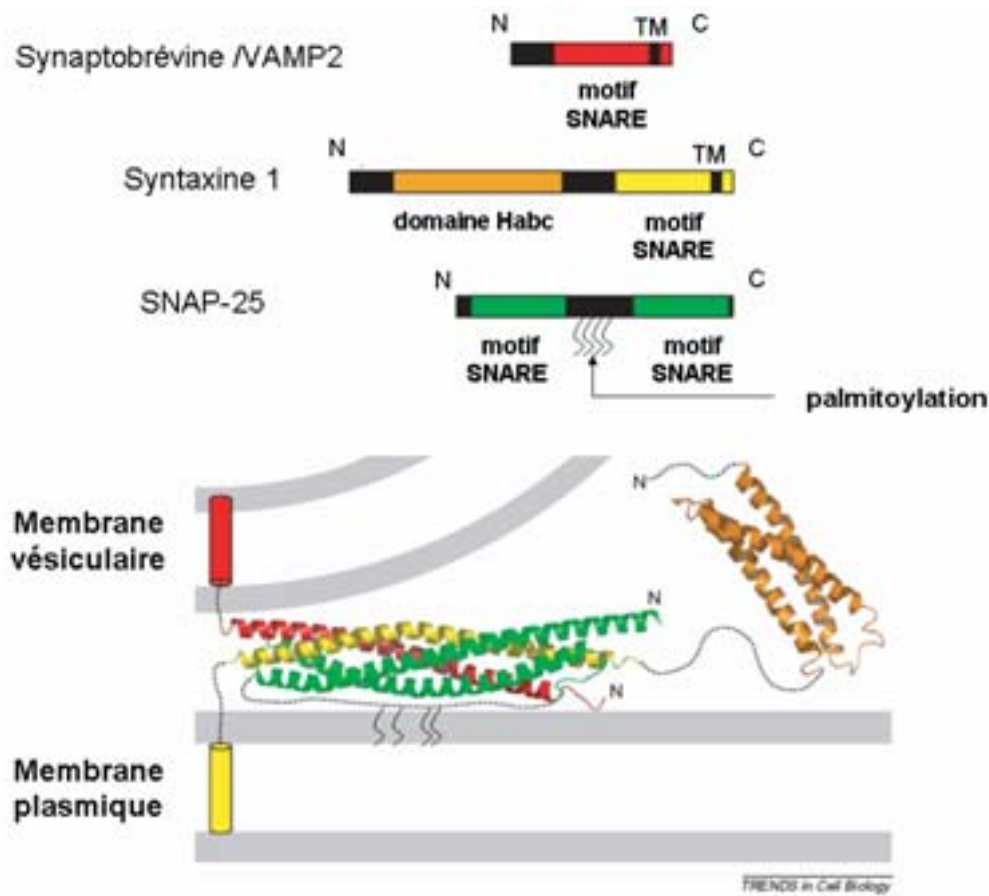 N TM C
Synaptobrévine /VAMP2
motif
SNARE
N TM C
Syntaxine 1
domaine Habc motif
SNARE
N C
SNAP-25
motif motif
SNARE SNARE
palmitoylation
N
Membrane
vésiculaire
N
N
Membrane
plasmique
TRENDS in Cell Biology